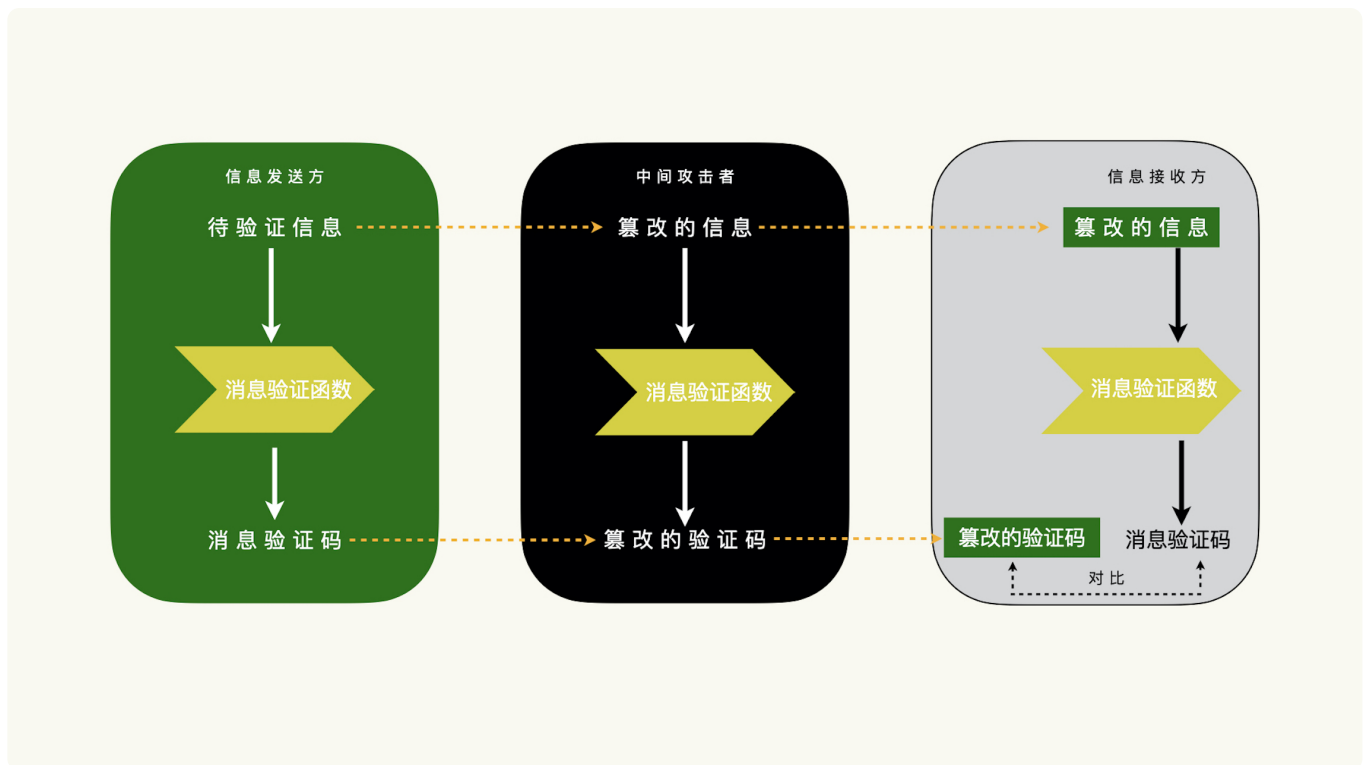 信息发送方
待验证信息
消息验证函数
消息验证码
中间攻击者
篡改的信息
消息验证函数
篡改的验证码
信息接收方
篡改的信息
消息验证函数
篡改的验证码
消息验证码
对比